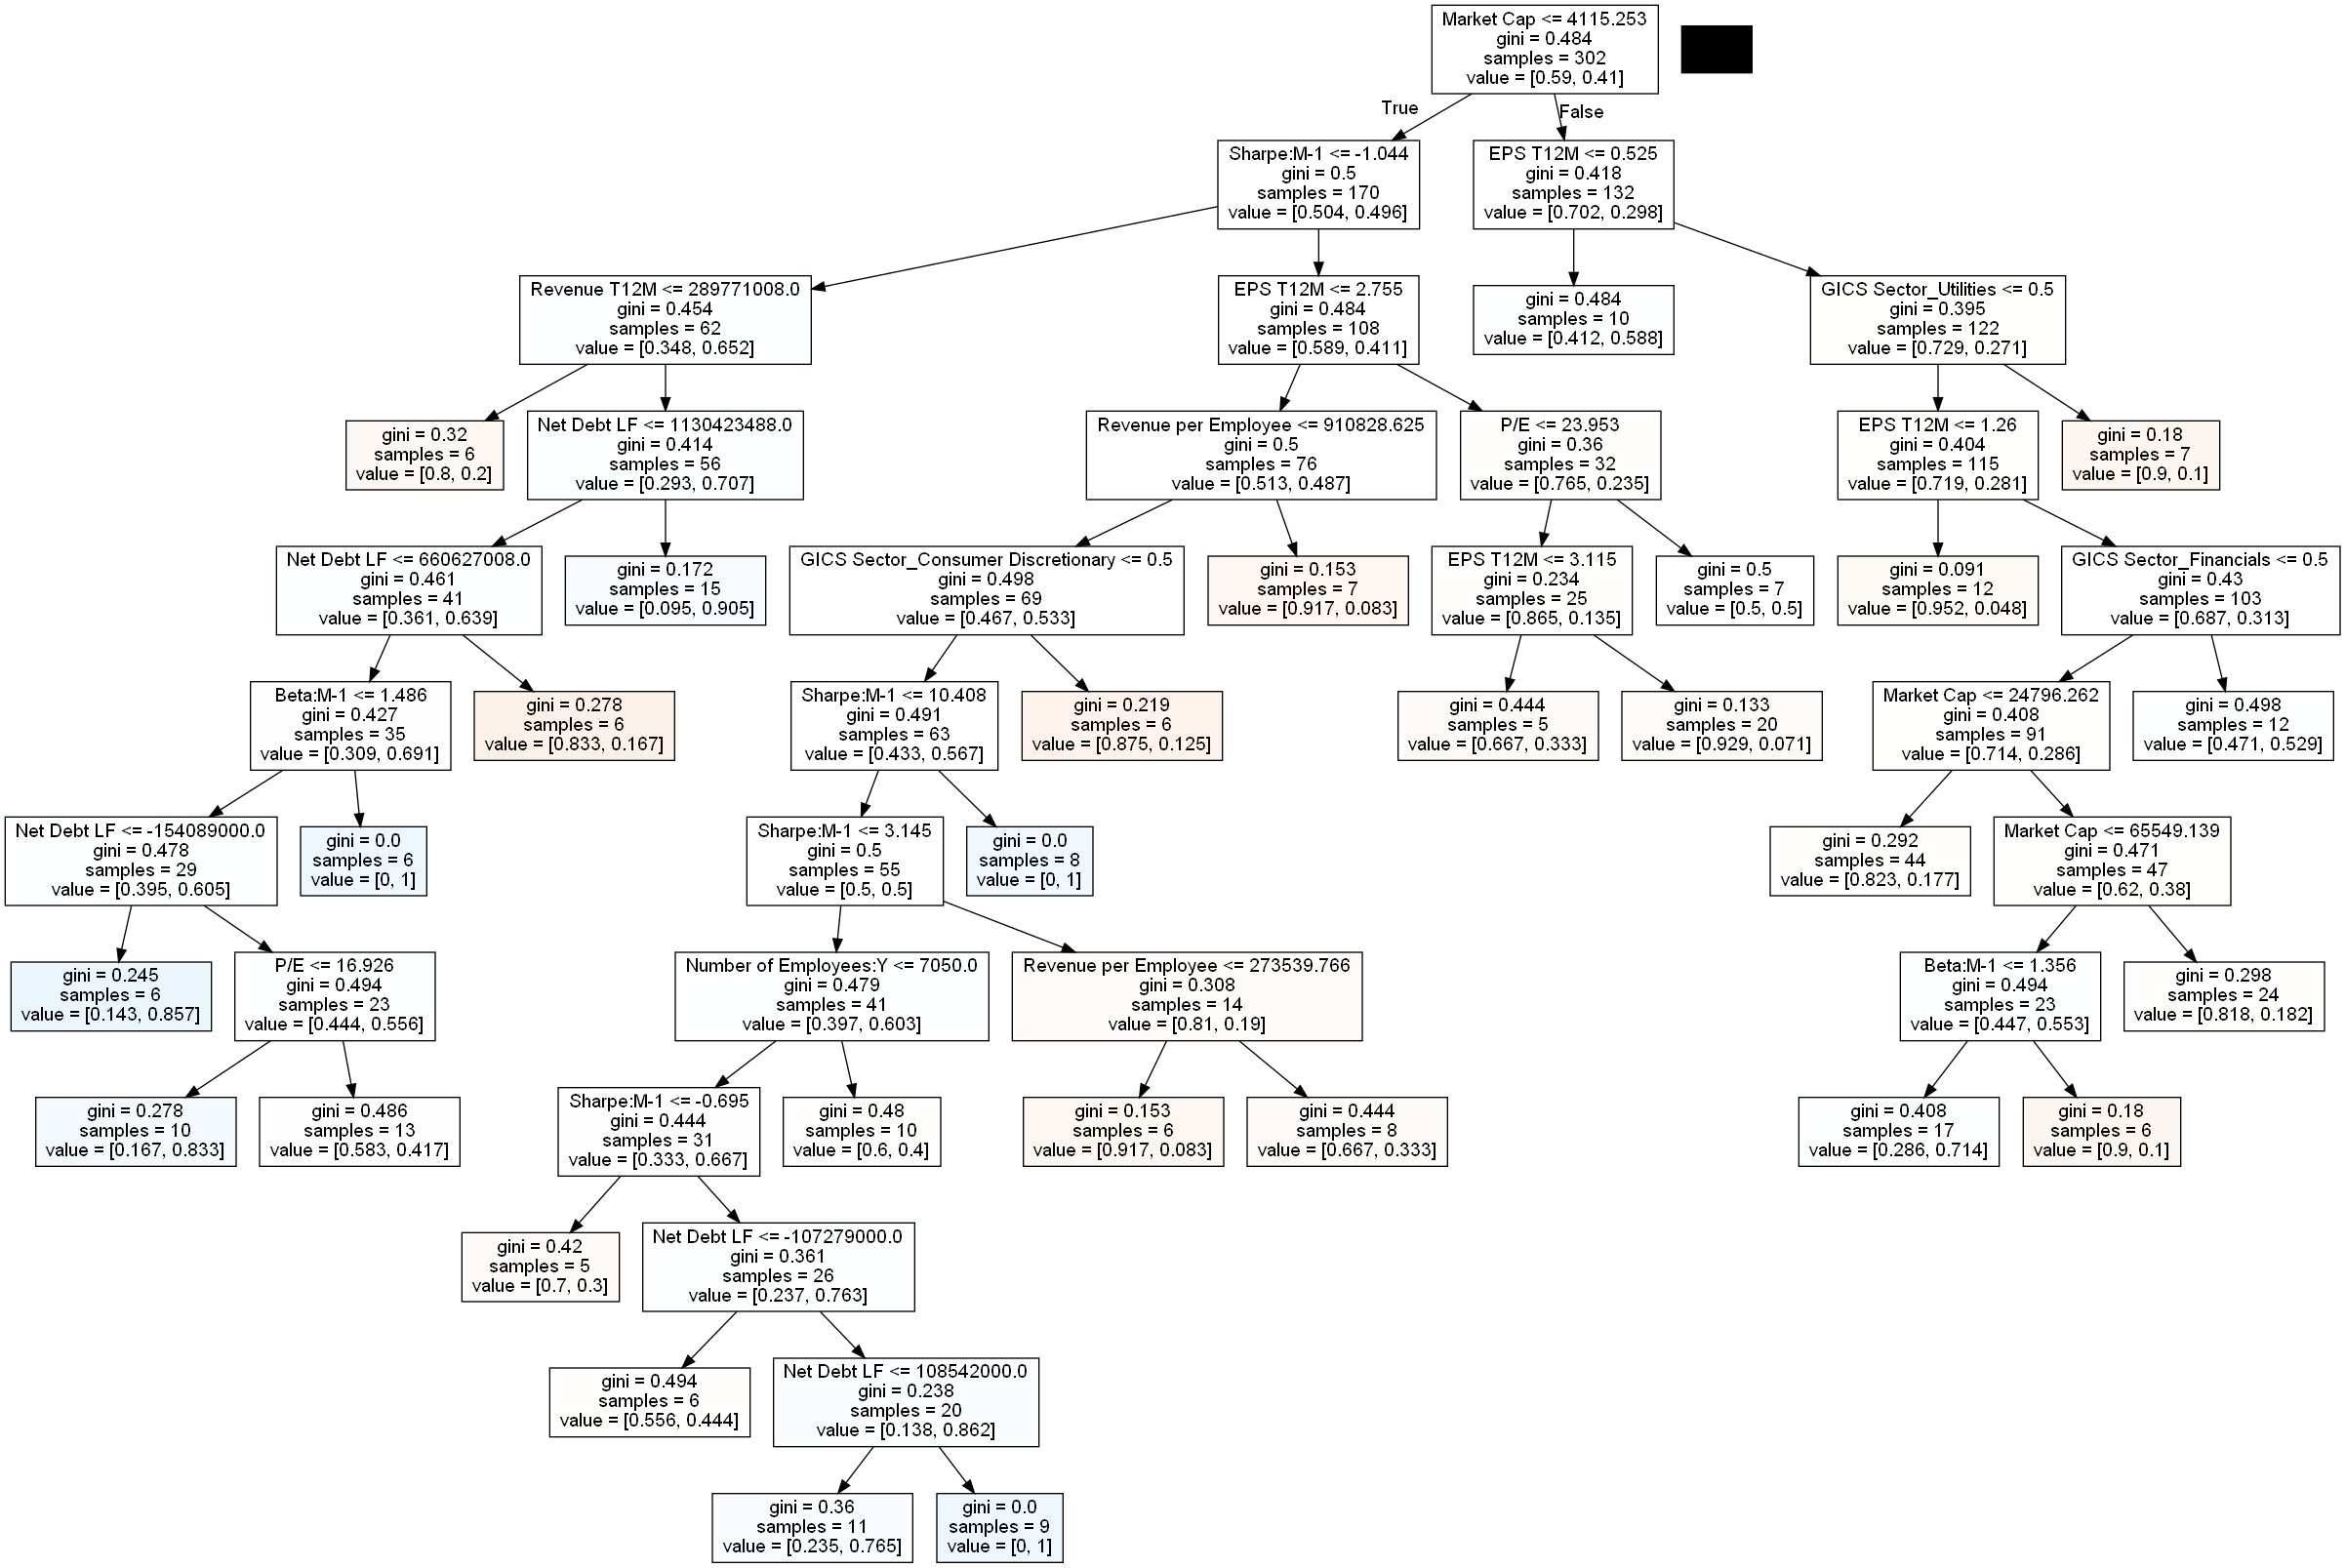 Market Cap <= 4115.253
gini = 0.484
samples = 302
value = [0.59, 0.41]
True
False
Sharpe:M-1 <= -1.044
gini = 0.5
samples = 170
value = [0.504, 0.496]
EPS T12M <= 0.525
gini = 0.418
samples = 132
value = [0.702, 0.298]
Revenue T12M <= 289771008.0
gini = 0.454
samples = 62
value = [0.348, 0.652]
EPS T12M <= 2.755
gini = 0.484
samples = 108
value = [0.589, 0.411]
gini = 0.484
samples = 10
value = [0.412, 0.588]
GICS Sector_Utilities <= 0.5
gini = 0.395
samples = 122
value = [0.729, 0.271]
gini = 0.32
samples = 6
value = [0.8, 0.2]
Net Debt LF <= 1130423488.0
gini = 0.414
samples = 56
value = [0.293, 0.707]
Revenue per Employee <= 910828.625
gini = 0.5
samples = 76
value = [0.513, 0.487]
P/E <= 23.953
gini = 0.36
samples = 32
value = [0.765, 0.235]
EPS T12M <= 1.26
gini = 0.404
samples = 115
value = [0.719, 0.281]
gini = 0.18
samples = 7
value = [0.9, 0.1]
Net Debt LF <= 660627008.0
gini = 0.461
samples = 41
value = [0.361, 0.639]
gini = 0.172
samples = 15
value = [0.095, 0.905]
GICS Sector_Consumer Discretionary <= 0.5
gini = 0.498
samples = 69
value = [0.467, 0.533]
gini = 0.153
samples = 7
value = [0.917, 0.083]
EPS T12M <= 3.115
gini = 0.234
samples = 25
value = [0.865, 0.135]
gini = 0.5
samples = 7
value = [0.5, 0.5]
gini = 0.091
samples = 12
value = [0.952, 0.048]
GICS Sector_Financials <= 0.5
gini = 0.43
samples = 103
value = [0.687, 0.313]
Beta:M-1 <= 1.486
gini = 0.427
samples = 35
value = [0.309, 0.691]
gini = 0.278
samples = 6
value = [0.833, 0.167]
Sharpe:M-1 <= 10.408
gini = 0.491
samples = 63
value = [0.433, 0.567]
gini = 0.219
samples = 6
value = [0.875, 0.125]
gini = 0.444
samples = 5
value = [0.667, 0.333]
gini = 0.133
samples = 20
value = [0.929, 0.071]
Market Cap <= 24796.262
gini = 0.408
samples = 91
value = [0.714, 0.286]
gini = 0.498
samples = 12
value = [0.471, 0.529]
Net Debt LF <= -154089000.0
gini = 0.478
samples = 29
value = [0.395, 0.605]
gini = 0.0
samples = 6
value = [0, 1]
Sharpe:M-1 <= 3.145
gini = 0.5
samples = 55
value = [0.5, 0.5]
gini = 0.0
samples = 8
value = [0, 1]
gini = 0.292
samples = 44
value = [0.823, 0.177]
Market Cap <= 65549.139
gini = 0.471
samples = 47
value = [0.62, 0.38]
gini = 0.245
samples = 6
value = [0.143, 0.857]
P/E <= 16.926
gini = 0.494
samples = 23
value = [0.444, 0.556]
Number of Employees:Y <= 7050.0
gini = 0.479
samples = 41
value = [0.397, 0.603]
Revenue per Employee <= 273539.766
gini = 0.308
samples = 14
value = [0.81, 0.19]
Beta:M-1 <= 1.356
gini = 0.494
samples = 23
value = [0.447, 0.553]
gini = 0.298
samples = 24
value = [0.818, 0.182]
gini = 0.278
samples = 10
value = [0.167, 0.833]
gini = 0.486
samples = 13
value = [0.583, 0.417]
Sharpe:M-1 <= -0.695
gini = 0.444
samples = 31
value = [0.333, 0.667]
gini = 0.48
samples = 10
value = [0.6, 0.4]
gini = 0.153
samples = 6
value = [0.917, 0.083]
gini = 0.444
samples = 8
value = [0.667, 0.333]
gini = 0.408
samples = 17
value = [0.286, 0.714]
gini = 0.18
samples = 6
value = [0.9, 0.1]
gini = 0.42
samples = 5
value = [0.7, 0.3]
Net Debt LF <= -107279000.0
gini = 0.361
samples = 26
value = [0.237, 0.763]
gini = 0.494
samples = 6
value = [0.556, 0.444]
Net Debt LF <= 108542000.0
gini = 0.238
samples = 20
value = [0.138, 0.862]
gini = 0.36
samples = 11
value = [0.235, 0.765]
gini = 0.0
samples = 9
value = [0, 1]